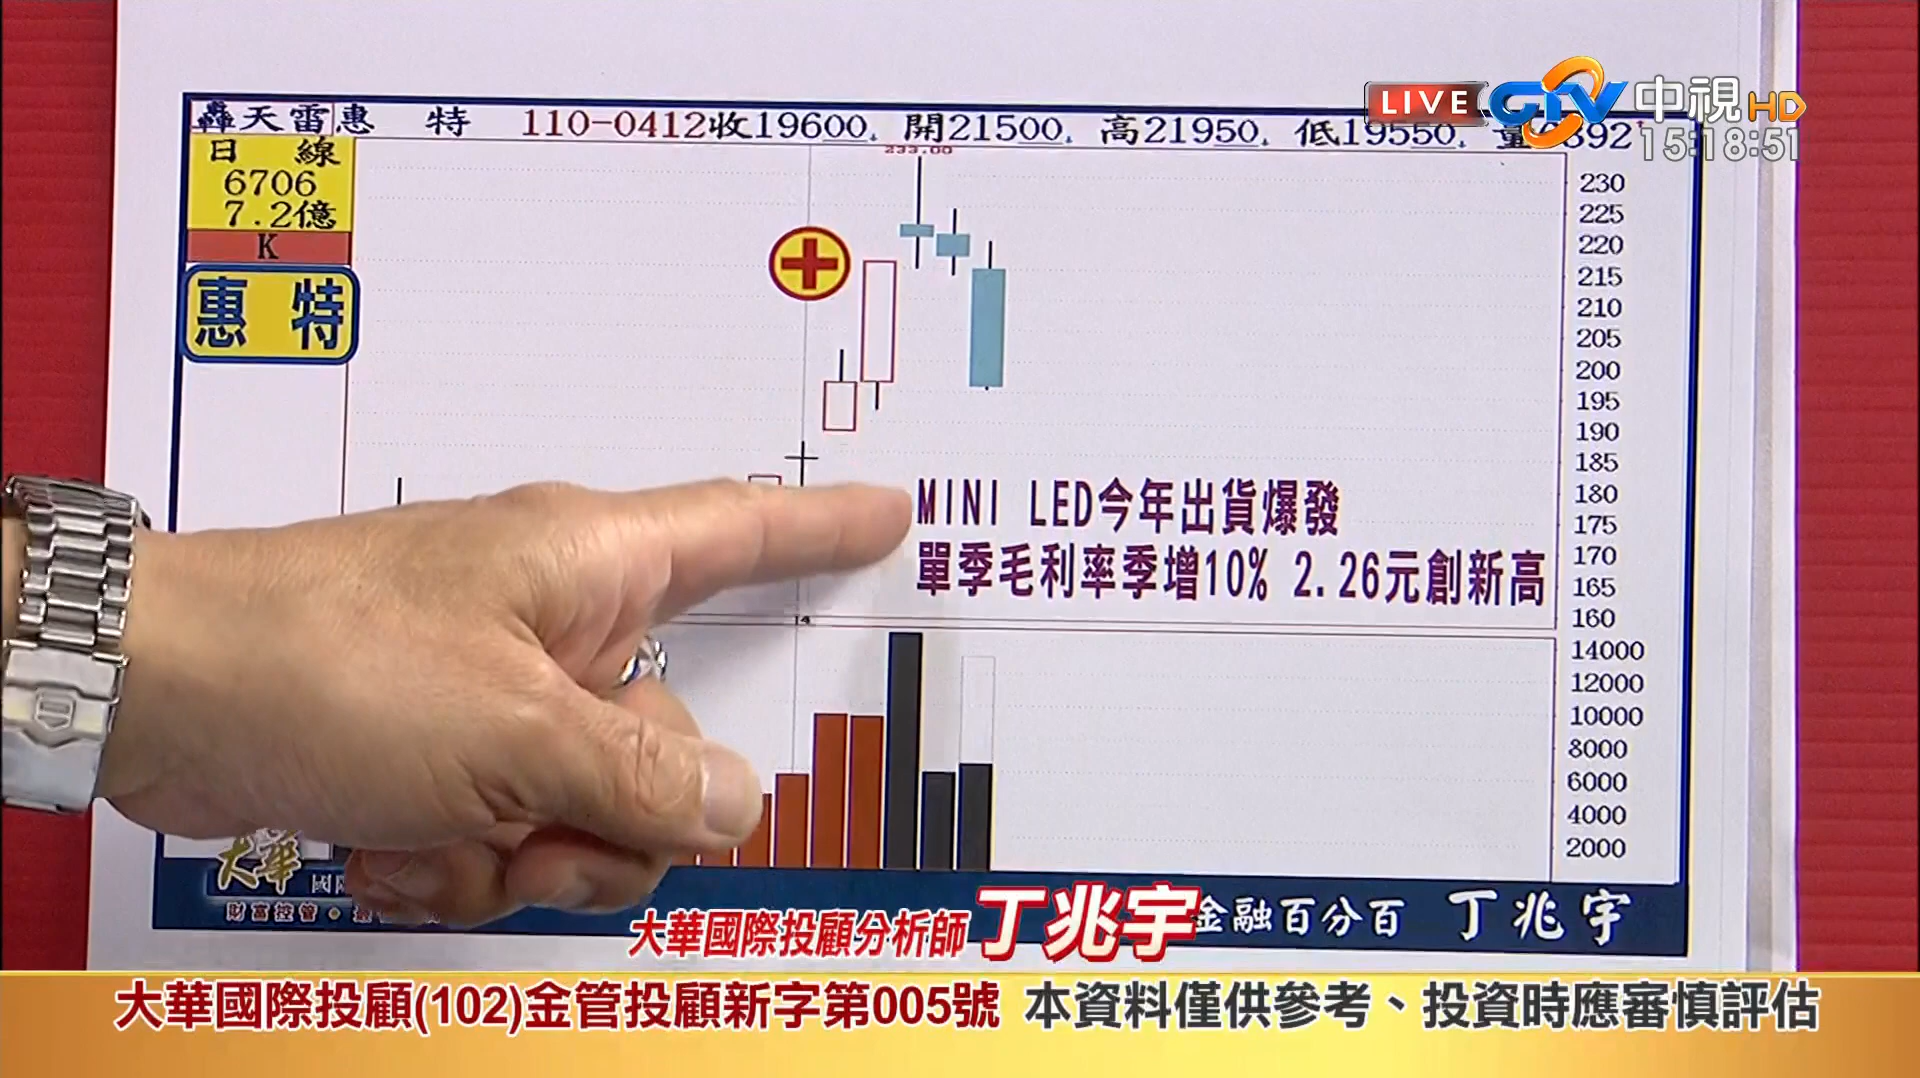 LIVE CTV 中視HD
15:18:51
轟天雷惠 特 110-0412收19600↓ 開21500↓ 高21950↓ 低19550↓ 量
日 線
6706
7.2億
K
惠 特
233.00
230
225
220
215
210
205
200
195
190
185
180
175
170
165
160
MINI LED今年出貨爆發
單季毛利率季增10% 2.26元創新高
14
14000
12000
10000
8000
6000
4000
2000
大華
財富控管
金融百分百 丁兆宇
大華國際投顧分析師 丁兆宇
大華國際投顧(102)金管投顧新字第005號 本資料僅供參考、投資時應審慎評估